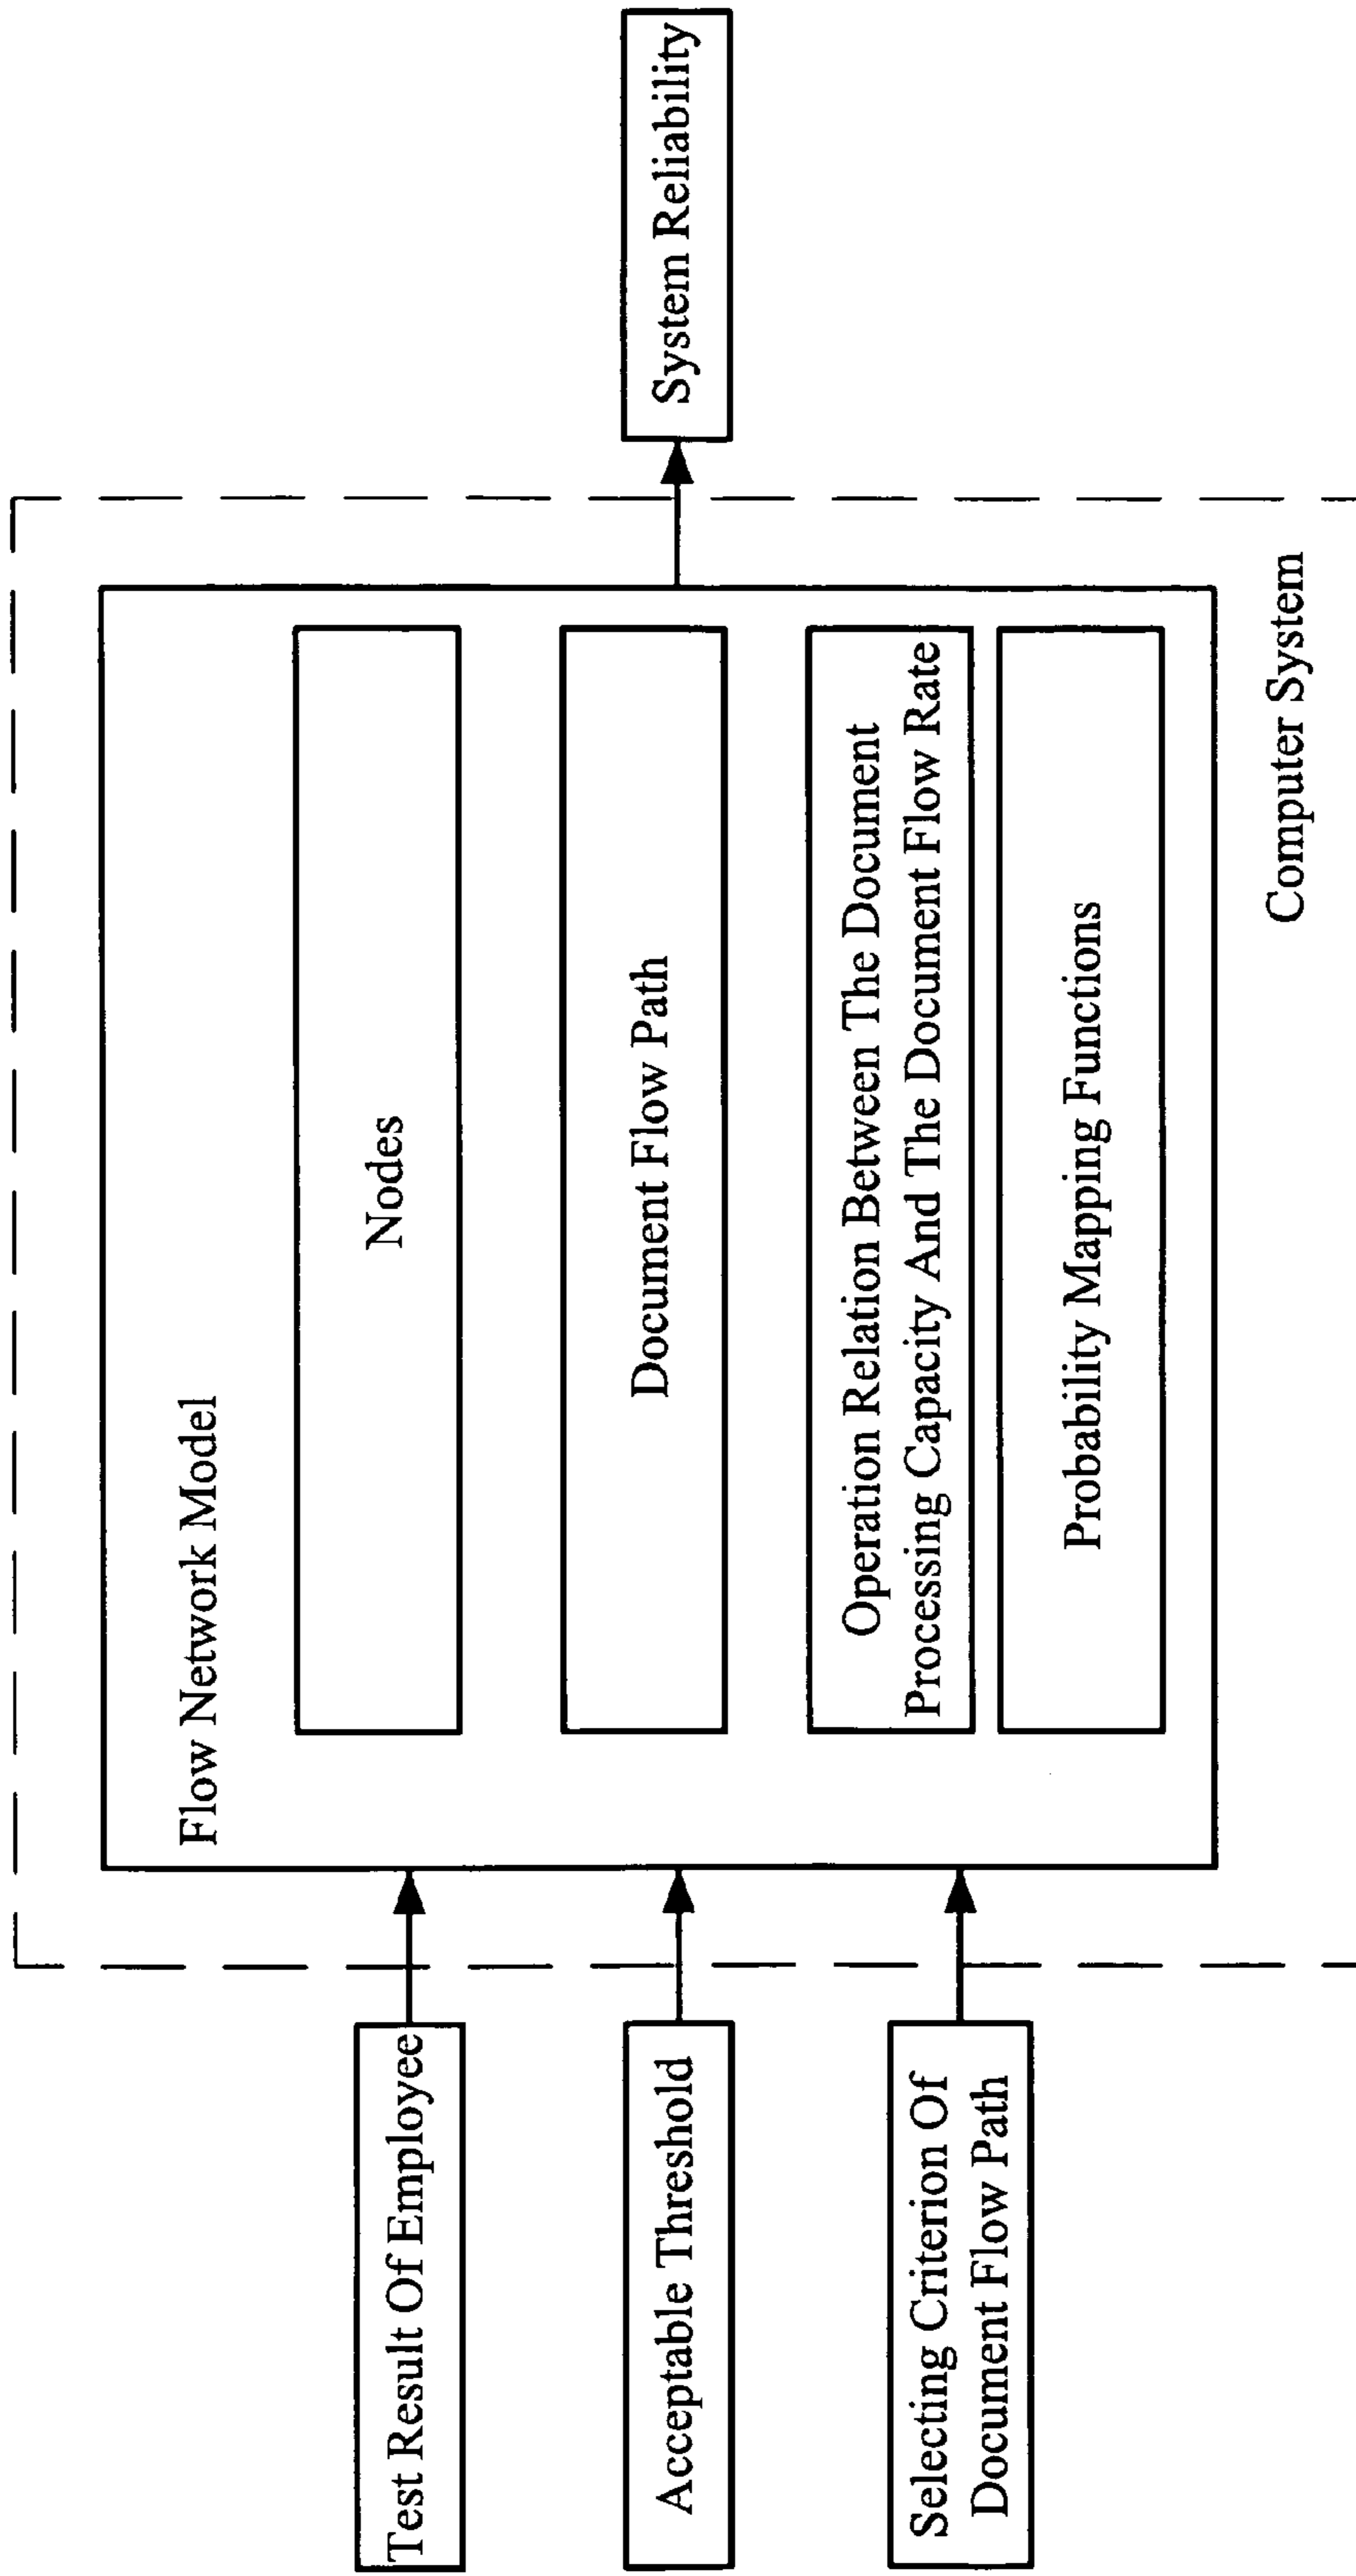 Test Result Of Employee
Acceptable Threshold
Selecting Criterion Of
Document Flow Path
Flow Network Model
Nodes
Document Flow Path
Operation Relation Between The Document
Processing Capacity And The Document Flow Rate
Probability Mapping Functions
Computer System
System Reliability